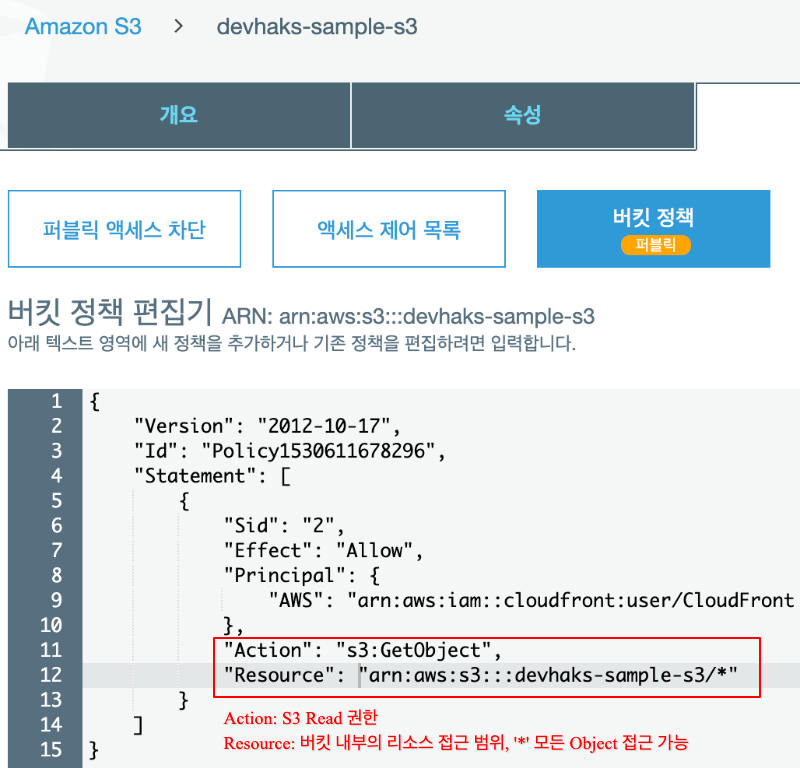 Amazon S3 > devhaks-sample-s3
개요 속성
퍼블릭 액세스 차단 액세스 제어 목록 버킷 정책
퍼블릭
버킷 정책 편집기 ARN: arn:aws:s3:::devhaks-sample-s3
아래 텍스트 영역에 새 정책을 추가하거나 기존 정책을 편집하려면 입력합니다.
1 {
2 "Version": "2012-10-17",
3 "Id": "Policy1530611678296",
4 "Statement": [
5 {
6 "Sid": "2",
7 "Effect": "Allow",
8 "Principal": {
9 "AWS": "arn:aws:iam::cloudfront:user/CloudFront
10 },
11 "Action": "s3:GetObject",
12 "Resource": "arn:aws:s3:::devhaks-sample-s3/*"
13 }
14 ]
15 }
Action: S3 Read 권한
Resource: 버킷 내부의 리소스 접근 범위, '*' 모든 Object 접근 가능